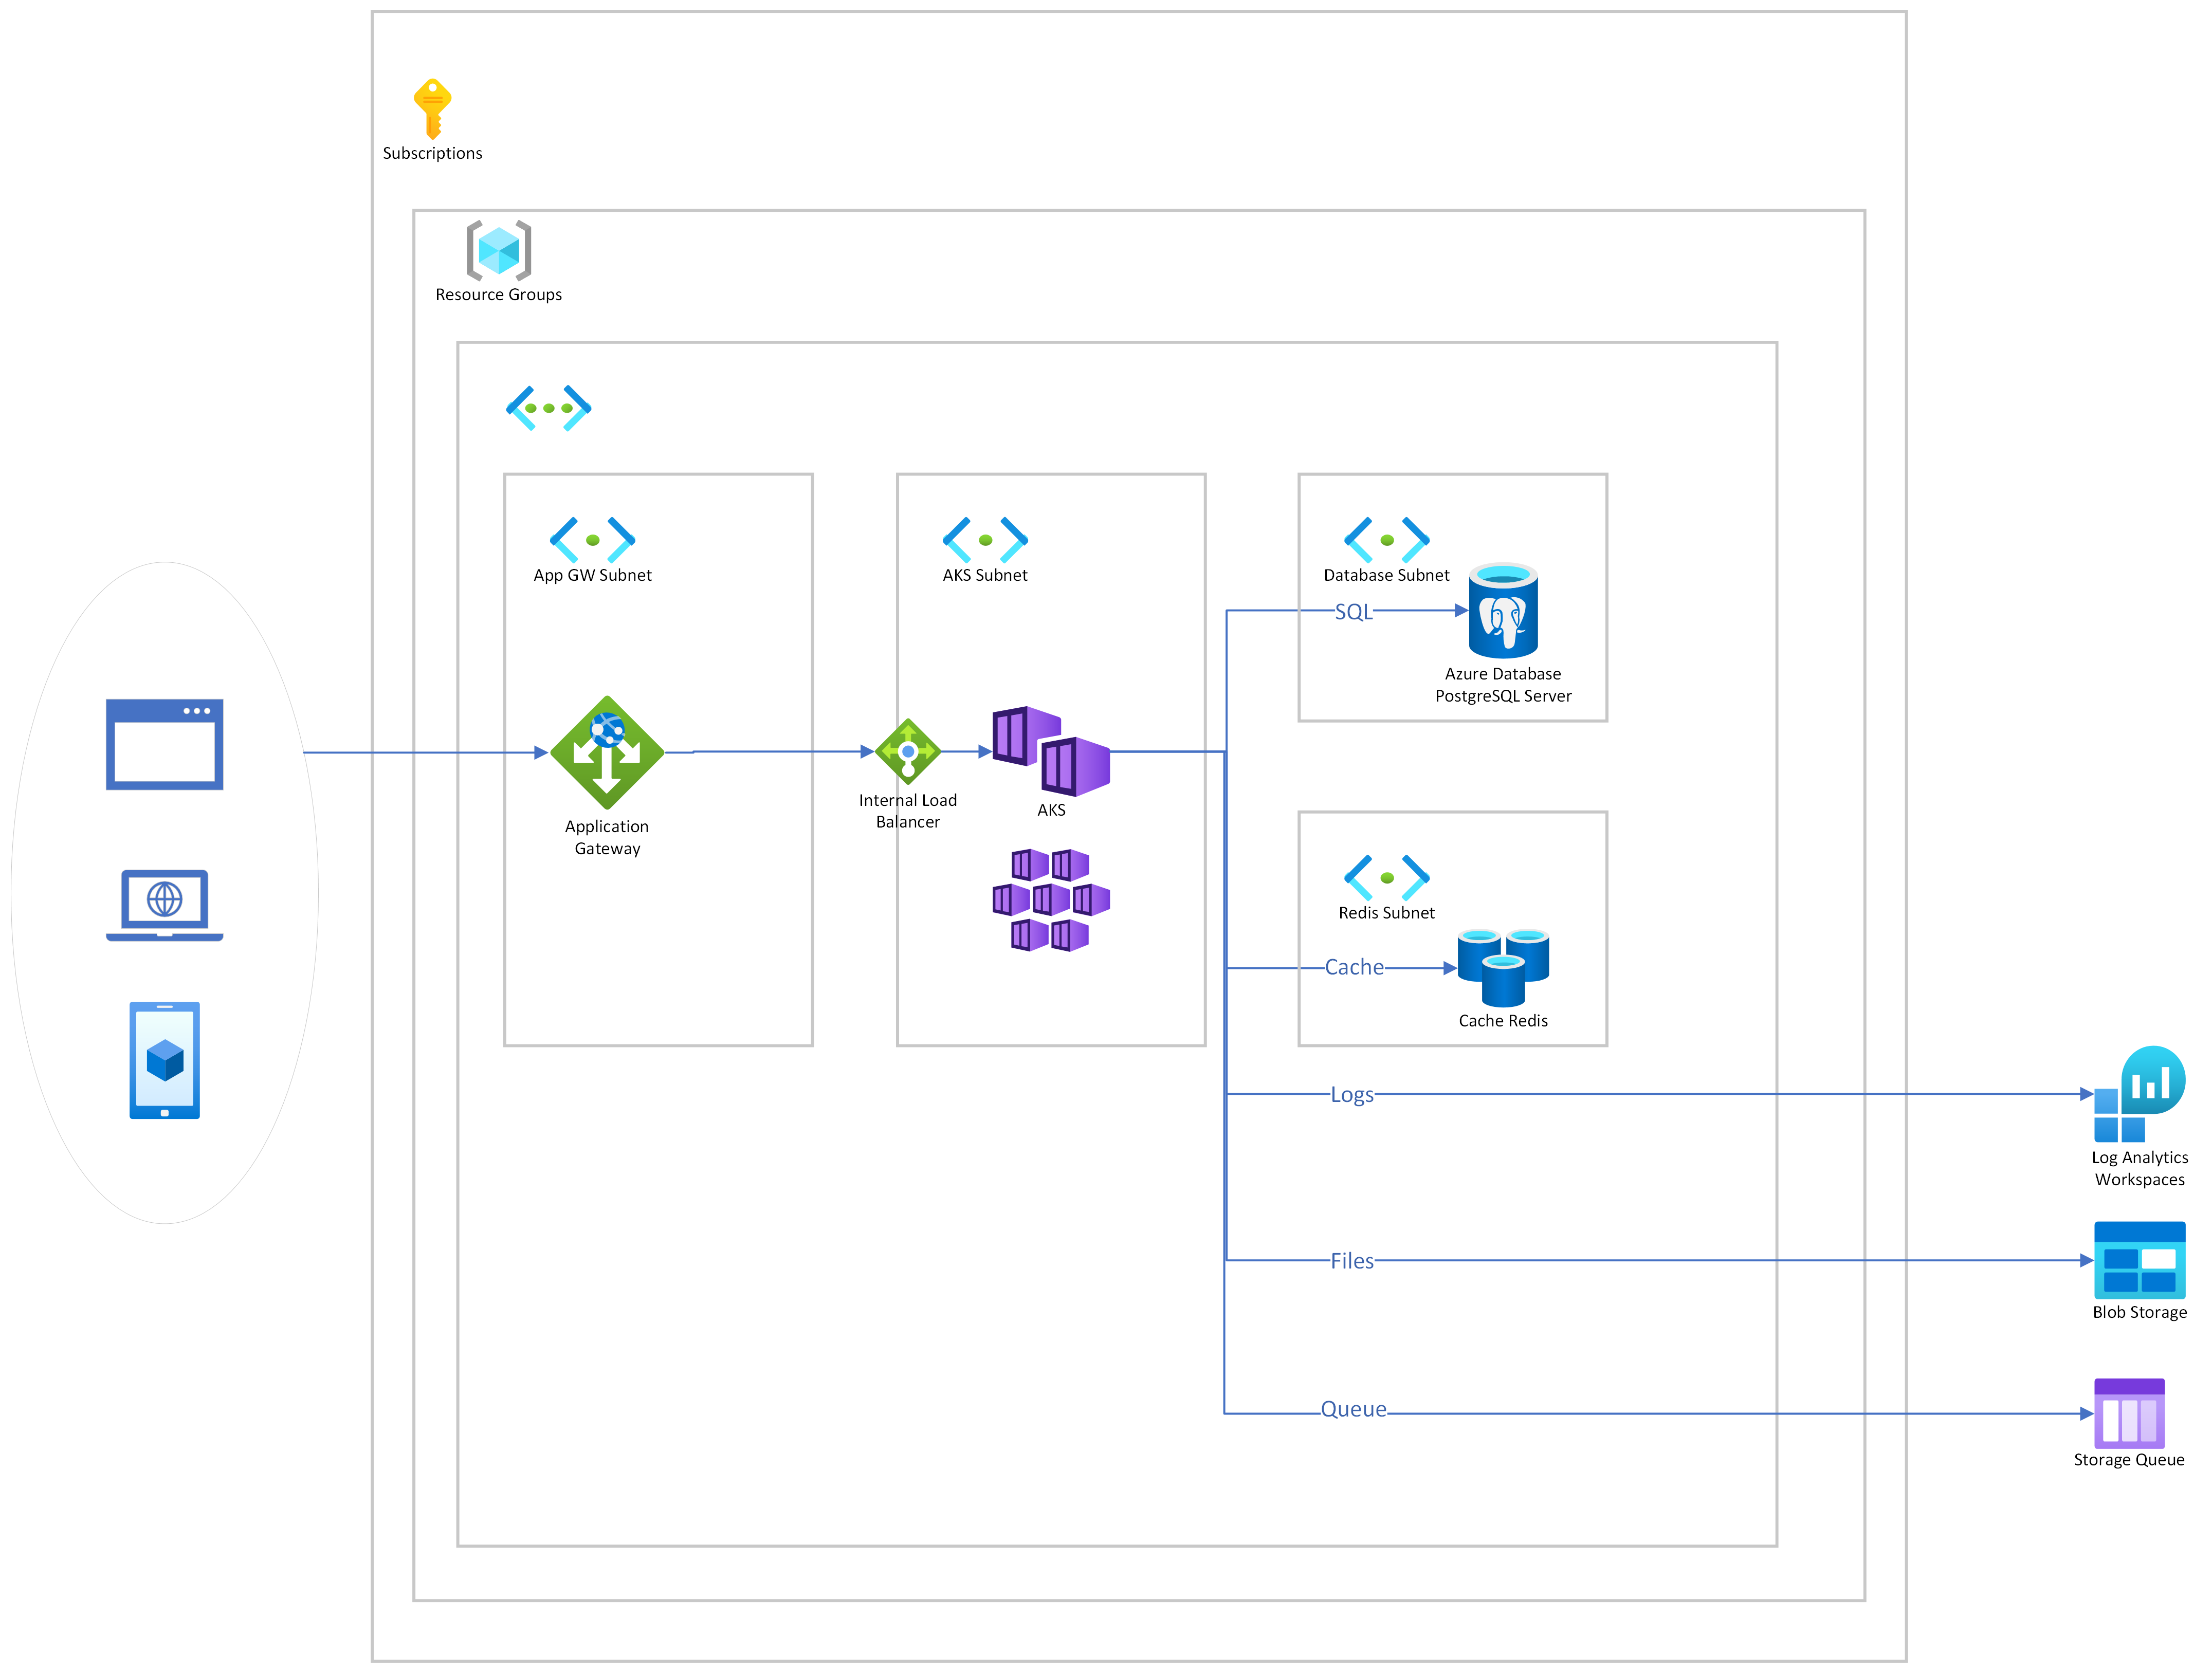 Subscriptions
Resource Groups
App GW Subnet
AKS Subnet
Database Subnet
SQL
Azure Database
PostgreSQL Server
Application
Gateway
Internal Load
Balancer
AKS
Redis Subnet
Cache
Cache Redis
Logs
Log Analytics
Workspaces
Files
Blob Storage
Queue
Storage Queue